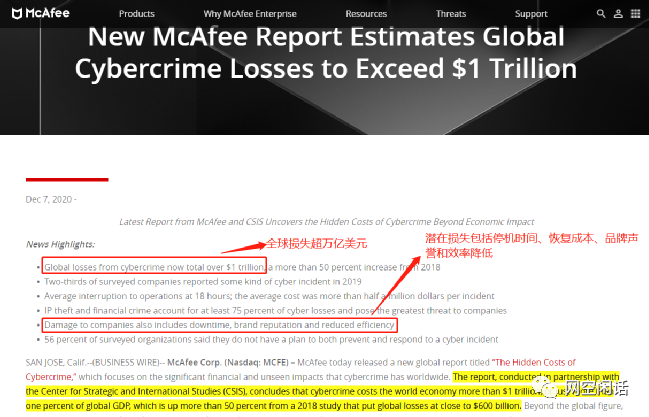 McAfee Products Why McAfee Enterprise Resources Threats Support
New McAfee Report Estimates Global
Cybercrime Losses to Exceed $1 Trillion
Dec 7, 2020 -
Latest Report from McAfee and CSIS Uncovers the Hidden Costs of Cybercrime Beyond Economic Impact
News Highlights:
全球损失超万亿美元
潜在损失包括停机时间、恢复成本、品牌声
誉和效率降低
• Global losses from cybercrime now total over $1 trillion, a more than 50 percent increase from 2018
• Two-thirds of surveyed companies reported some kind of cyber incident in 2019
• Average interruption to operations at 18 hours; the average cost was more than half a million dollars per incident
• IP theft and financial crime account for at least 75 percent of cyber losses and pose the greatest threat to companies
• Damage to companies also includes downtime, brand reputation and reduced efficiency
• 56 percent of surveyed organizations said they do not have a plan to both prevent and respond to a cyber incident
SAN JOSE, Calif.--(BUSINESS WIRE)-- McAfee Corp. (Nasdaq: MCFE) – McAfee today released a new global report titled "The Hidden Costs of
Cybercrime," which focuses on the significant financial and unseen impacts that cybercrime has worldwide. The report, conducted in partnership with
the Center for Strategic and International Studies (CSIS), concludes that cybercrime costs the world economy more than $1 trillion,
one percent of global GDP, which is up more than 50 percent from a 2018 study that put global losses at close to $600 billion. Beyond the global figure,
网空闲话